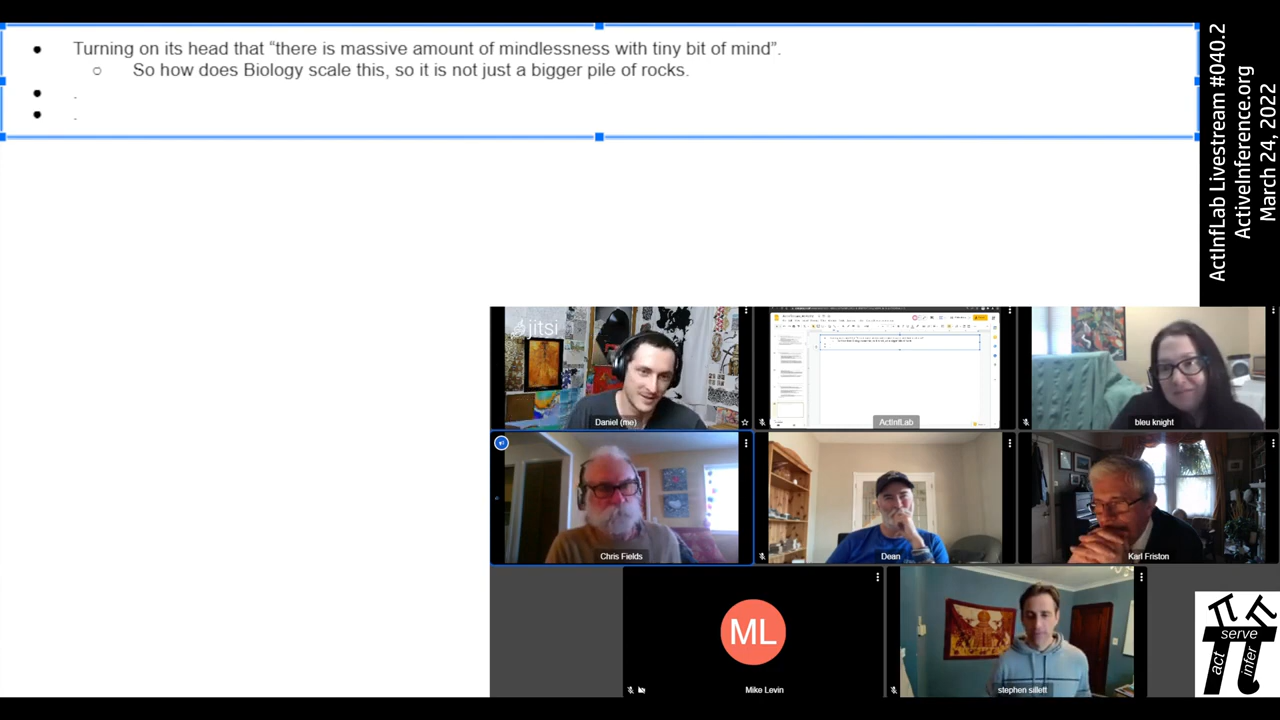 Turning on its head that “there is massive amount of mindlessness with tiny bit of mind”.
So how does Biology scale this, so it is not just a bigger pile of rocks.
.
.
ActInfLab Livestream #040.2
ActiveInference.org
March 24, 2022
jitsi
Daniel (me)
ActInfLab
bleu knight
Chris Fields
Dean
Karl Friston
ML
Mike Levin
stephen sillett
act
serve
infer